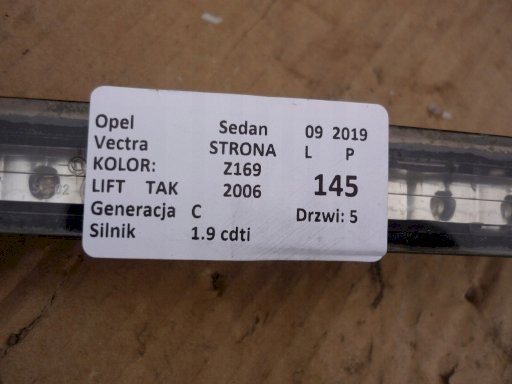 Opel Sedan 09 2019
Vectra STRONA L P
KOLOR: Z169
LIFT TAK 2006 145
Generacja C Drzwi: 5
Silnik 1.9 cdti